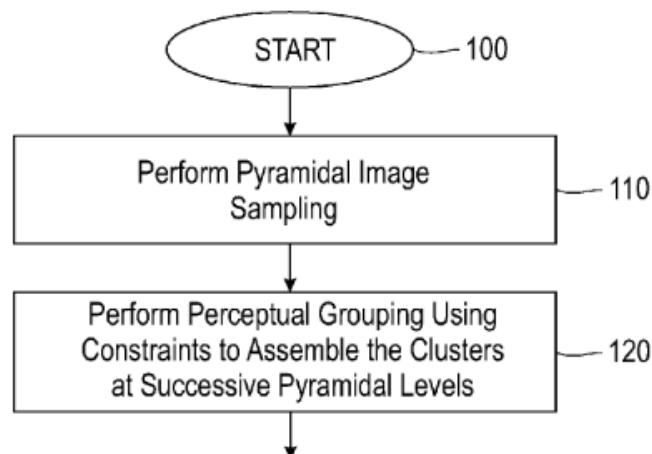 START
100
Perform Pyramidal Image
Sampling
110
Perform Perceptual Grouping Using
Constraints to Assemble the Clusters
at Successive Pyramidal Levels
120